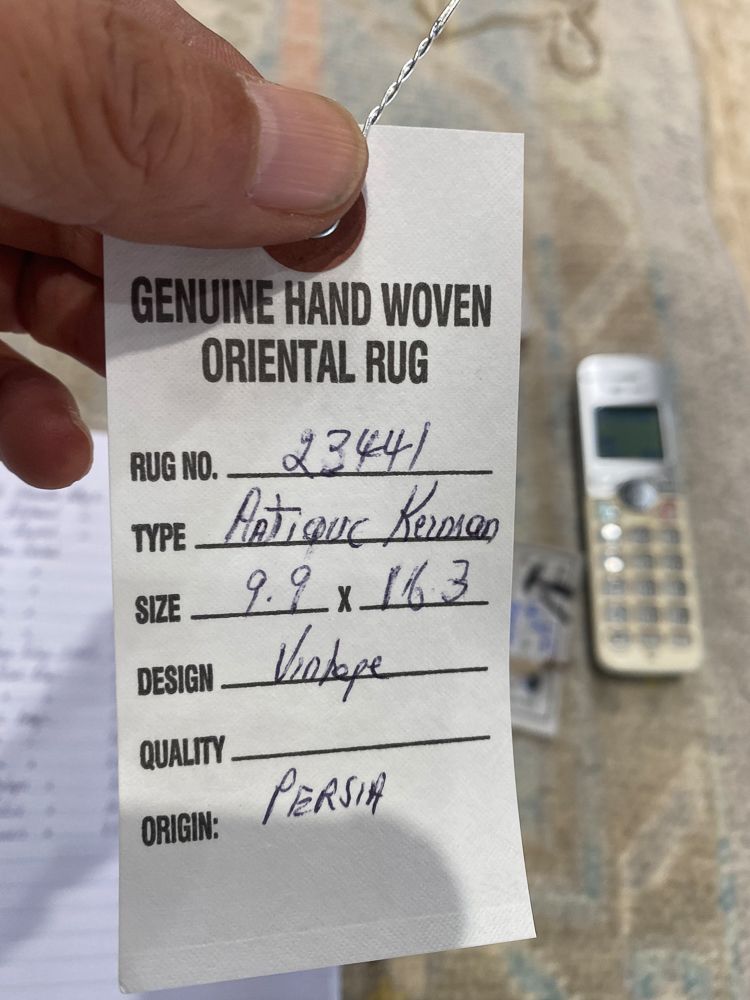 GENUINE HAND WOVEN
ORIENTAL RUG
RUG NO. 23441
TYPE Antique Kerman
SIZE 9.9 X 16.3
DESIGN Vintage
QUALITY
ORIGIN: PERSIA